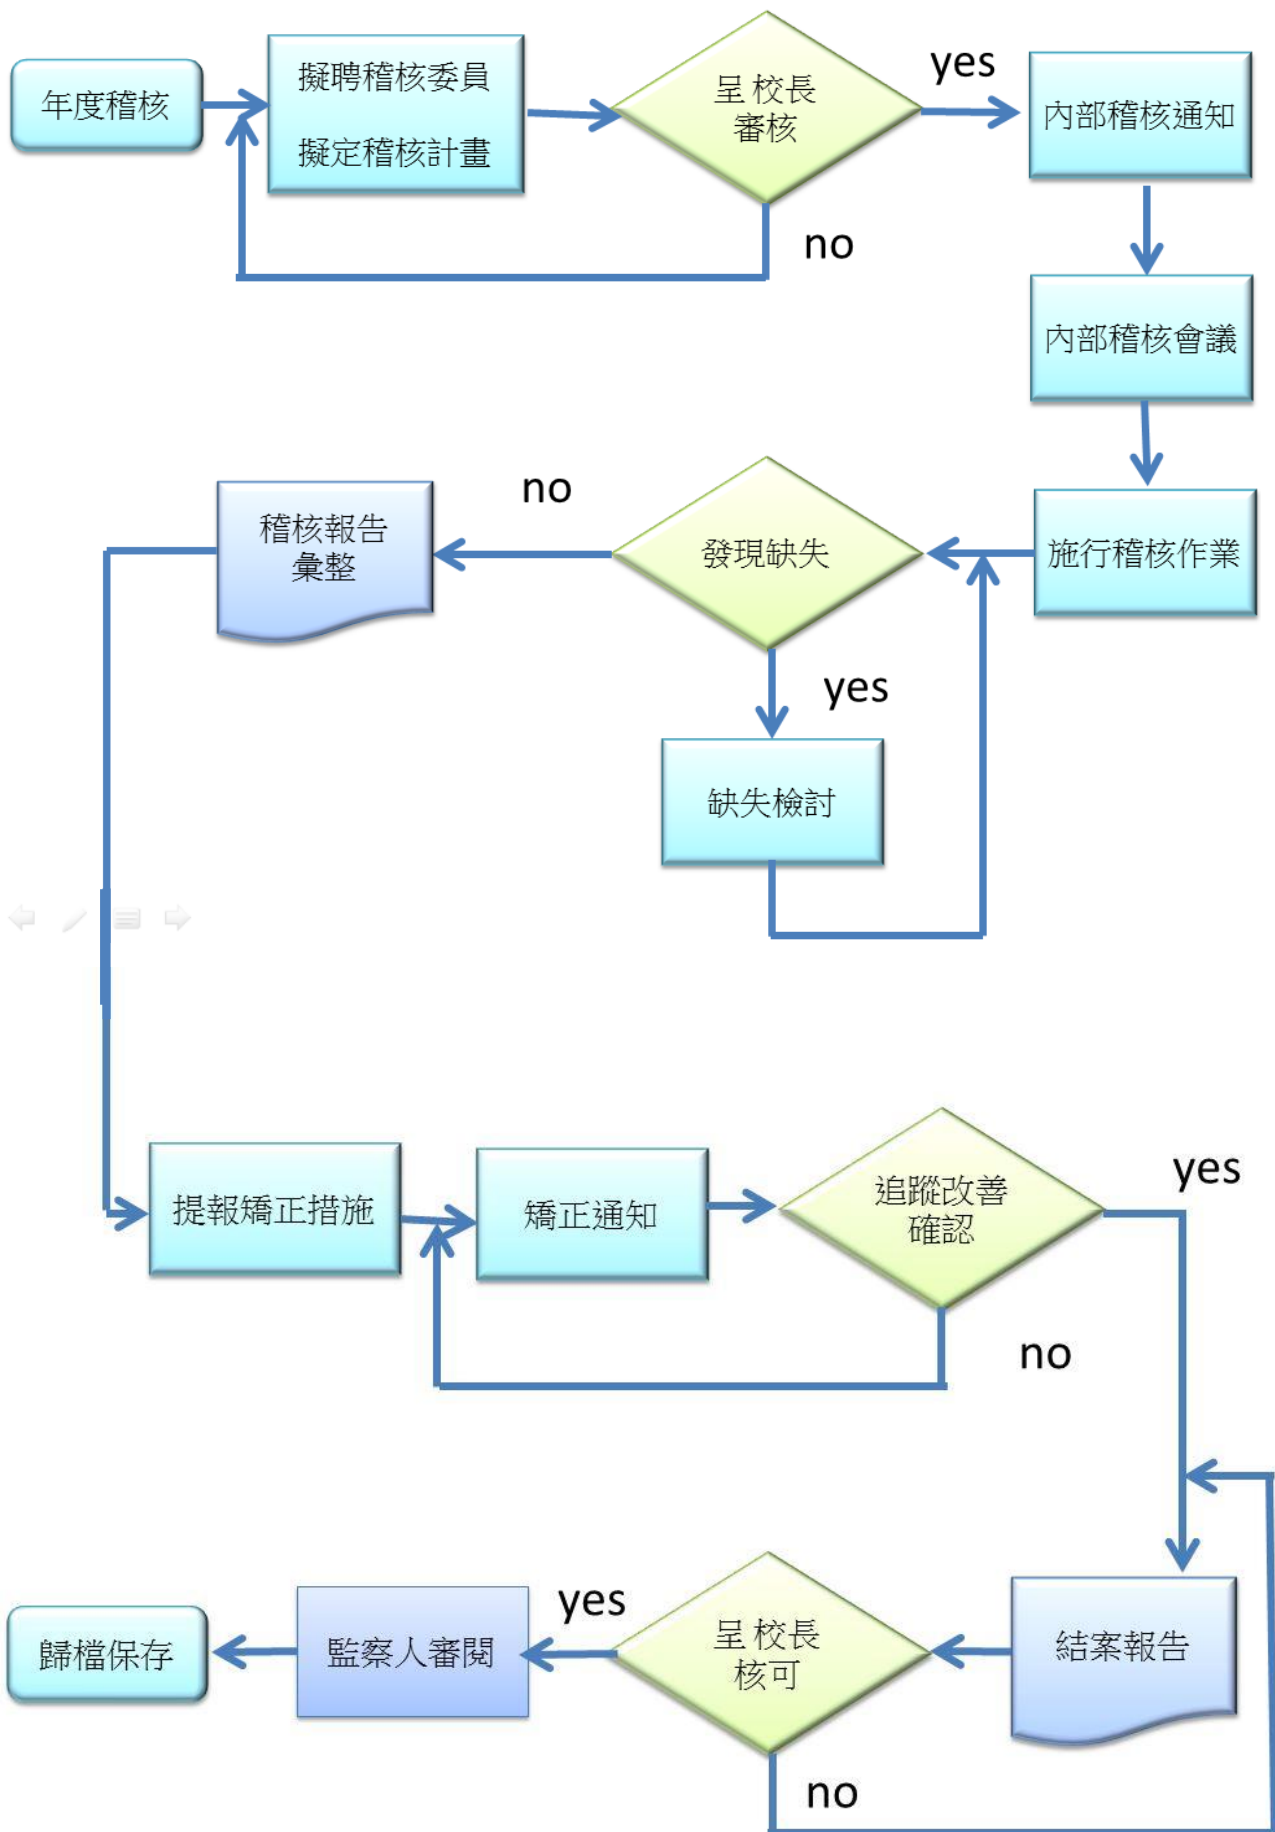 年度稽核
擬聘稽核委員
擬定稽核計畫
呈 校長
審核
yes
no
內部稽核通知
內部稽核會議
施行稽核作業
發現缺失
no
yes
缺失檢討
稽核報告
彙整
提報矯正措施
矯正通知
追蹤改善
確認
yes
no
結案報告
呈 校長
核可
yes
no
監察人審閱
歸檔保存